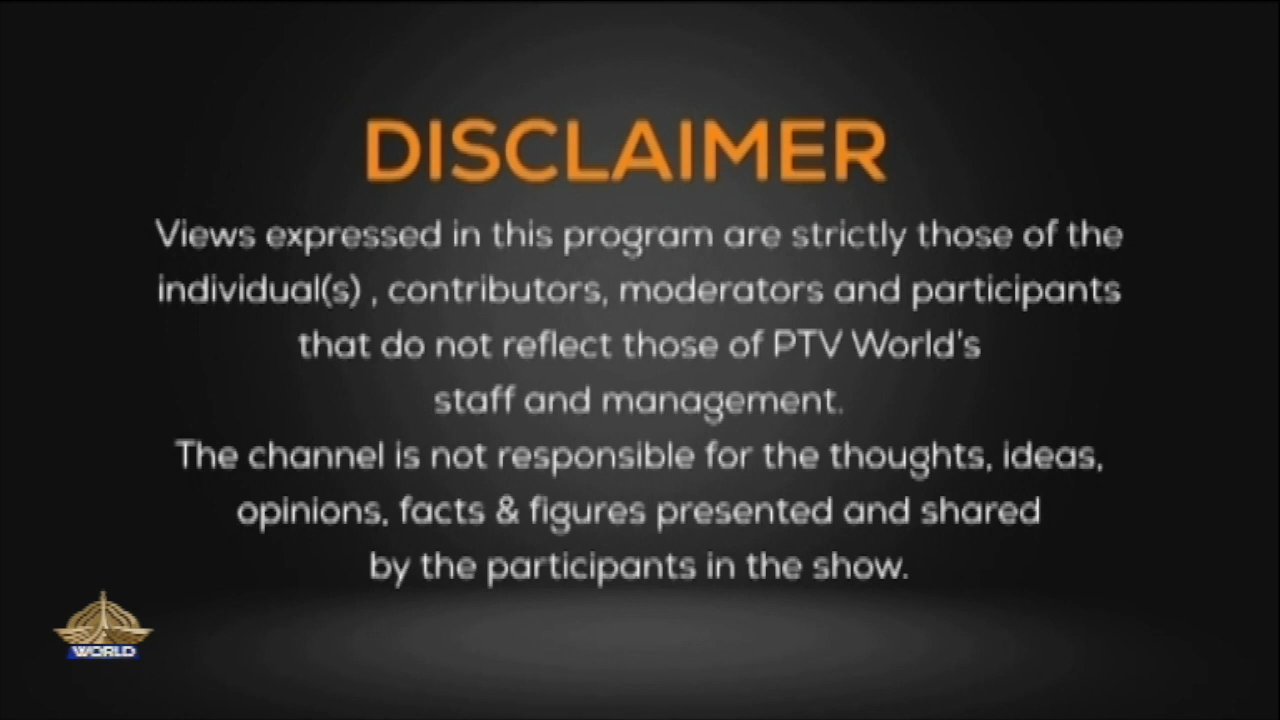 DISCLAIMER
Views expressed in this program are strictly those of the
individual(s) , contributors, moderators and participants
that do not reflect those of PTV World's
staff and management.
The channel is not responsible for the thoughts, ideas,
opinions, facts & figures presented and shared
by the participants in the show.
WORLD